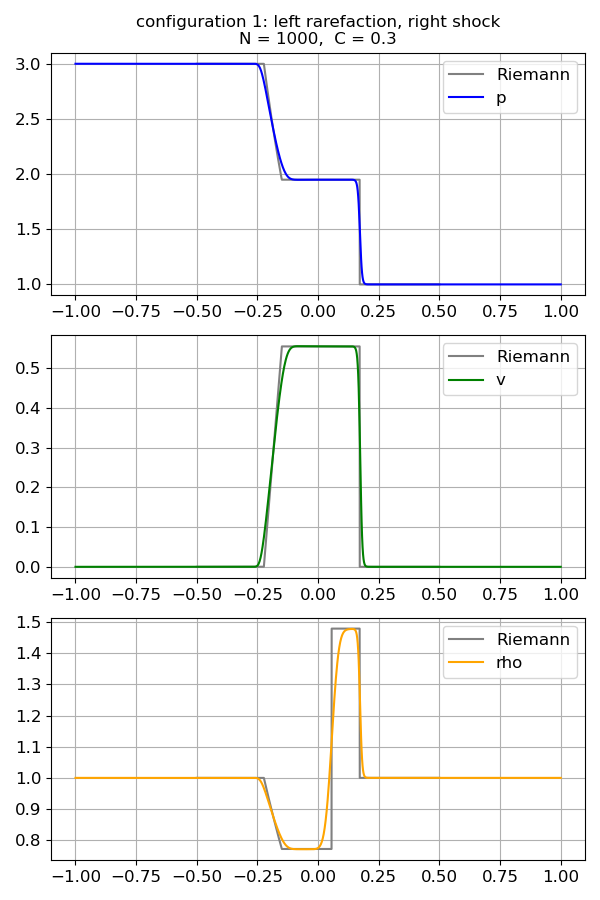 configuration 1: left rarefaction, right shock
N = 1000,  C = 0.3
3.0
2.5
2.0
1.5
1.0
Riemann
p
−1.00 −0.75 −0.50 −0.25 0.00 0.25 0.50 0.75 1.00
0.5
0.4
0.3
0.2
0.1
0.0
Riemann
v
−1.00 −0.75 −0.50 −0.25 0.00 0.25 0.50 0.75 1.00
1.5
1.4
1.3
1.2
1.1
1.0
0.9
0.8
Riemann
rho
−1.00 −0.75 −0.50 −0.25 0.00 0.25 0.50 0.75 1.00